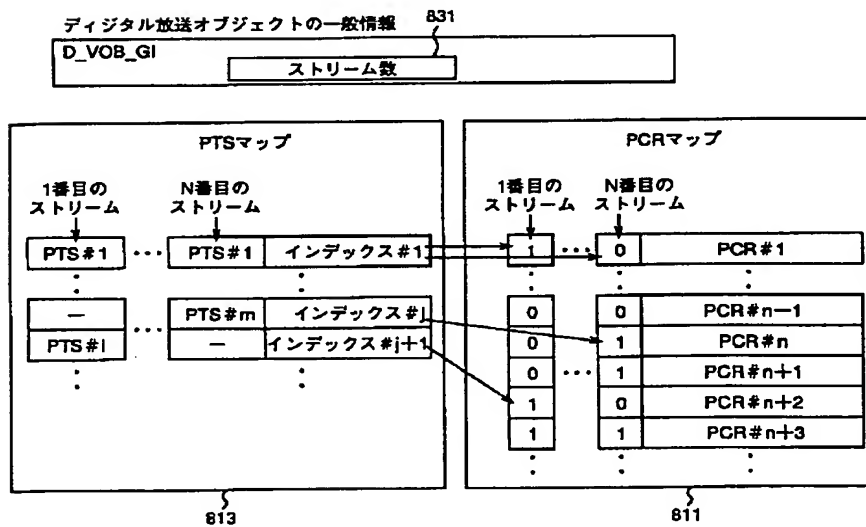 ディジタル放送オブジェクトの一般情報 831
D_VOB_GI
ストリーム数
PTSマップ
1番目の N番目の
ストリーム ストリーム
PTS#1 ··· PTS#1 インデックス#1
— PTS#m インデックス#j
PTS#l ··· — インデックス#j+1
813
PCRマップ
1番目の N番目の
ストリーム ストリーム
1 ··· 0 PCR#1
0 0 PCR#n-1
0 1 PCR#n
0 ··· 1 PCR#n+1
1 0 PCR#n+2
1 1 PCR#n+3
811